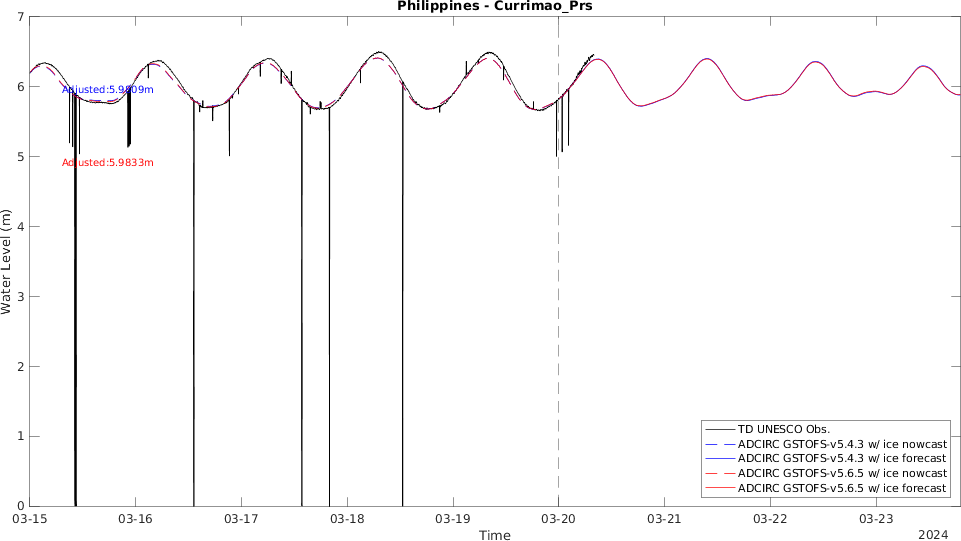 Philippines - Currimao_Prs
7
6
5
4
3
2
1
0
Water Level (m)
Adjusted:5.9809m
Adjusted:5.9833m
TD UNESCO Obs.
ADCIRC GSTOFS-v5.4.3 w/ ice nowcast
ADCIRC GSTOFS-v5.4.3 w/ ice forecast
ADCIRC GSTOFS-v5.6.5 w/ ice nowcast
ADCIRC GSTOFS-v5.6.5 w/ ice forecast
03-15 03-16 03-17 03-18 03-19 03-20 03-21 03-22 03-23
Time
2024